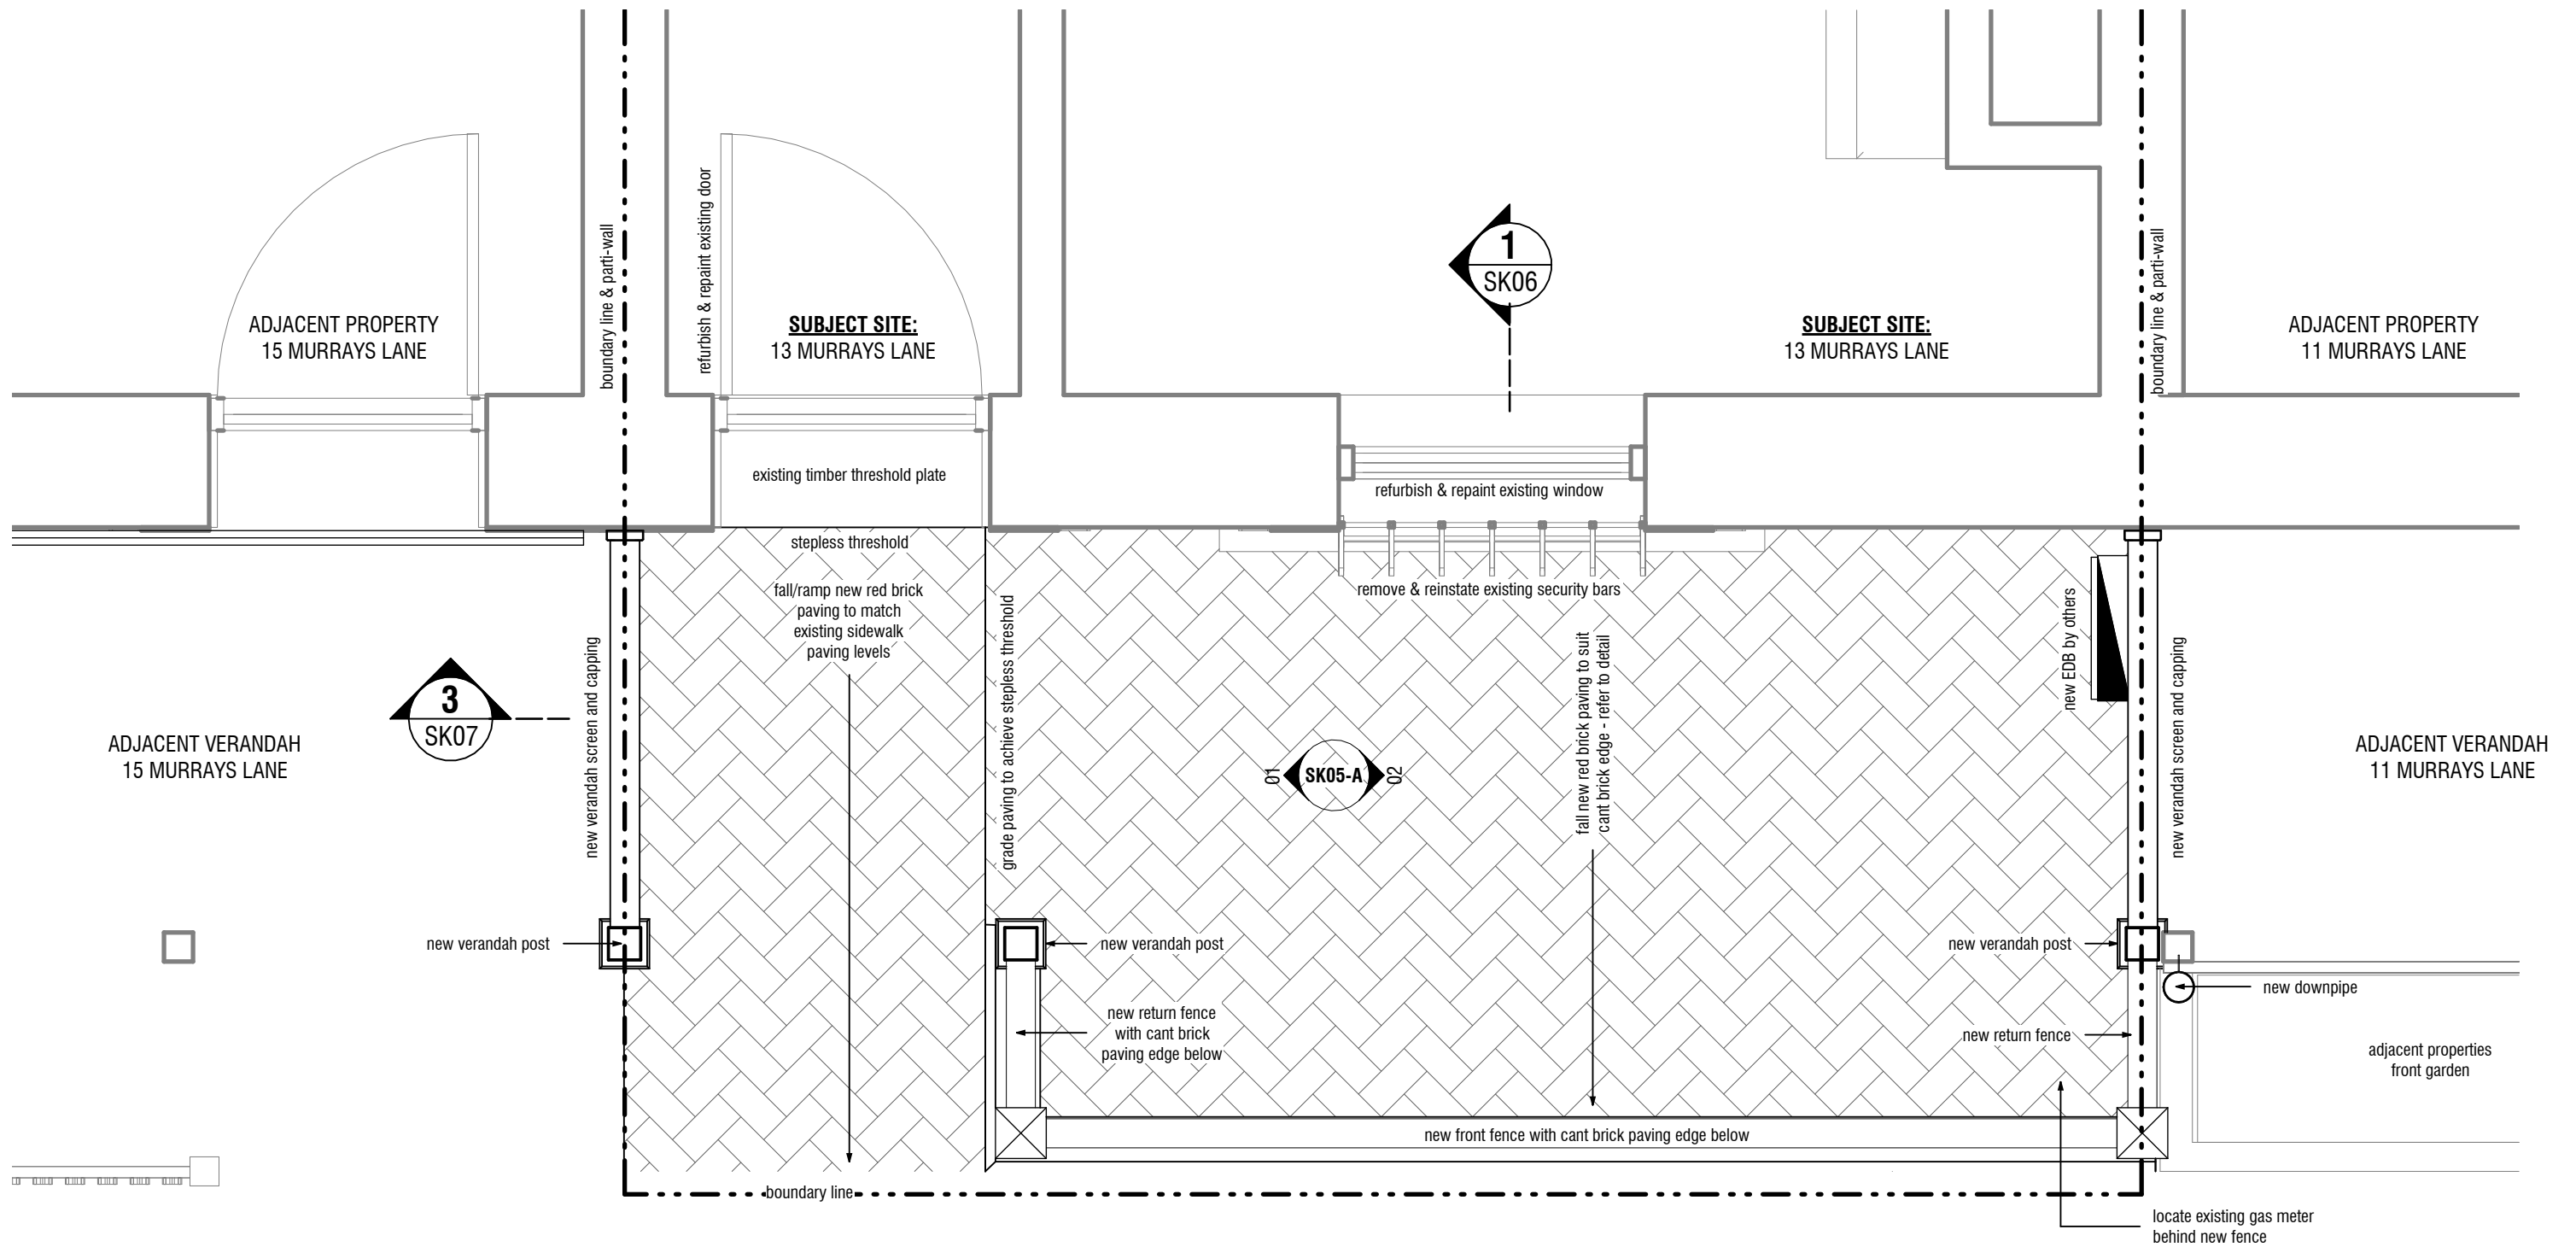 refurbish & repaint existing door
boundary line & parti-wall
boundary line & parti-wall
1
SK06
ADJACENT PROPERTY
15 MURRAYS LANE
SUBJECT SITE:
13 MURRAYS LANE
SUBJECT SITE:
13 MURRAYS LANE
ADJACENT PROPERTY
11 MURRAYS LANE
existing timber threshold plate
refurbish & repaint existing window
stepless threshold
fall/ramp new red brick
paving to match
existing sidewalk
paving levels
remove & reinstate existing security bars
grade paving to achieve stepless threshold
fall new red brick paving to suit
cant brick edge - refer to detail
new EDB by others
new verandah screen and capping
new verandah screen and capping
3
SK07
ADJACENT VERANDAH
15 MURRAYS LANE
01
SK05-A
02
ADJACENT VERANDAH
11 MURRAYS LANE
new verandah post
new verandah post
new verandah post
new downpipe
new return fence
with cant brick
paving edge below
new return fence
adjacent properties
front garden
new front fence with cant brick paving edge below
boundary line
locate existing gas meter
behind new fence